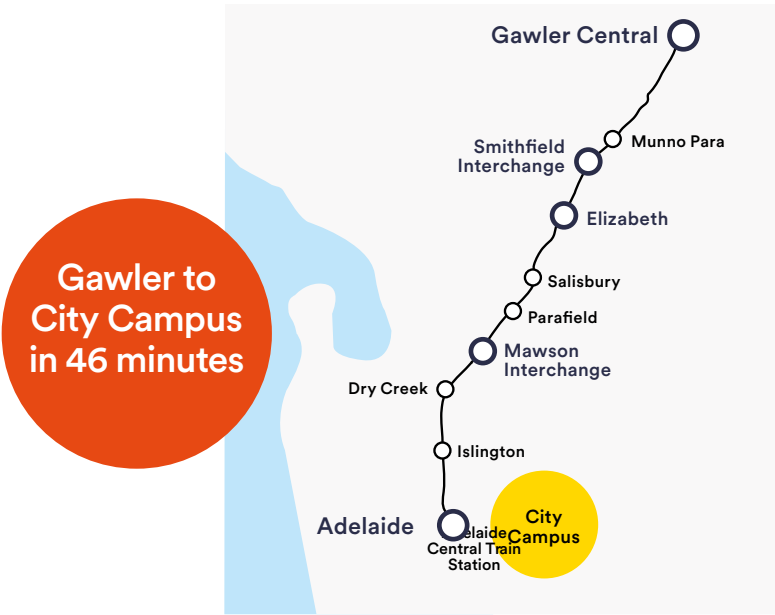 Gawler Central
Munno Para
Smithfield
Interchange
Elizabeth
Gawler to
City Campus
in 46 minutes
Salisbury
Parafield
Mawson
Interchange
Dry Creek
Islington
Adelaide
elaide
Central Train
Station
City
Campus